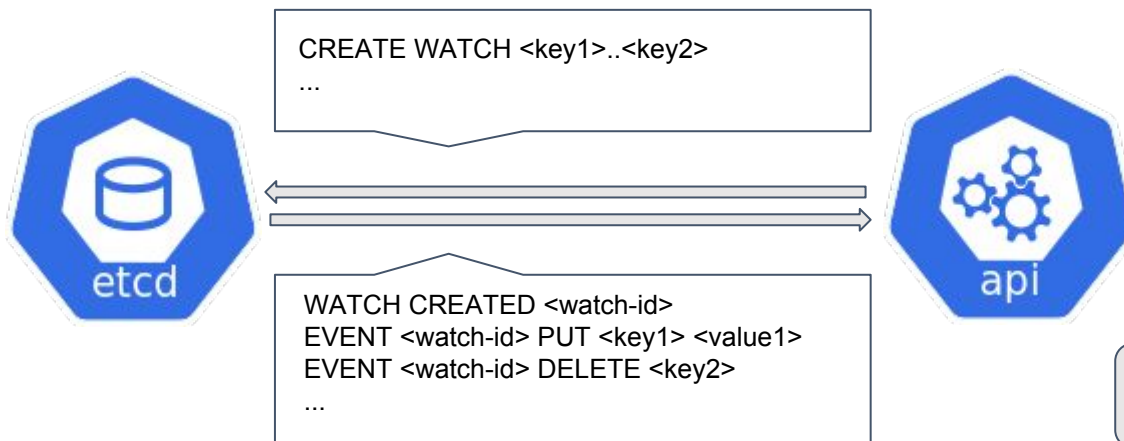 CREATE WATCH <key1>..<key2>
...
etcd
api
WATCH CREATED <watch-id>
EVENT <watch-id> PUT <key1> <value1>
EVENT <watch-id> DELETE <key2>
...